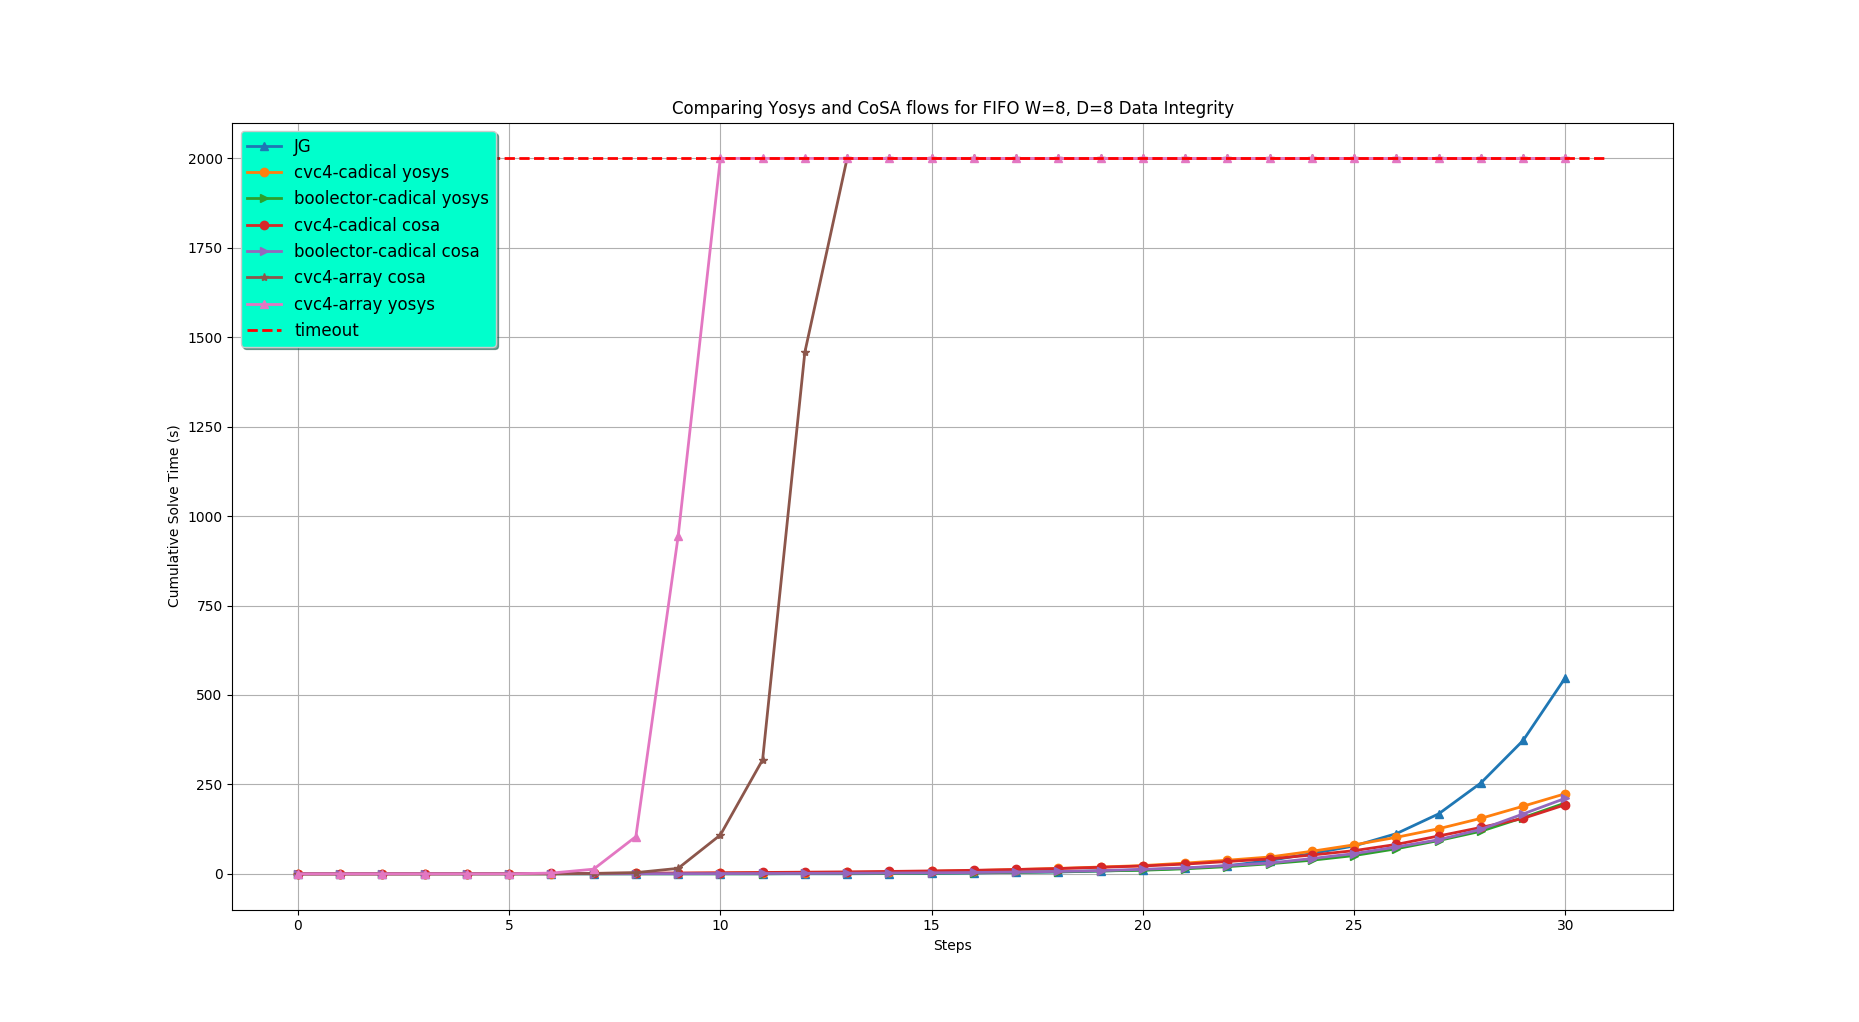 Comparing Yosys and CoSA flows for FIFO W=8, D=8 Data Integrity
JG
cvc4-cadical yosys
boolector-cadical yosys
cvc4-cadical cosa
boolector-cadical cosa
cvc4-array cosa
cvc4-array yosys
timeout
Cumulative Solve Time (s)
2000
1750
1500
1250
1000
750
500
250
0
0 5 10 15 20 25 30
Steps